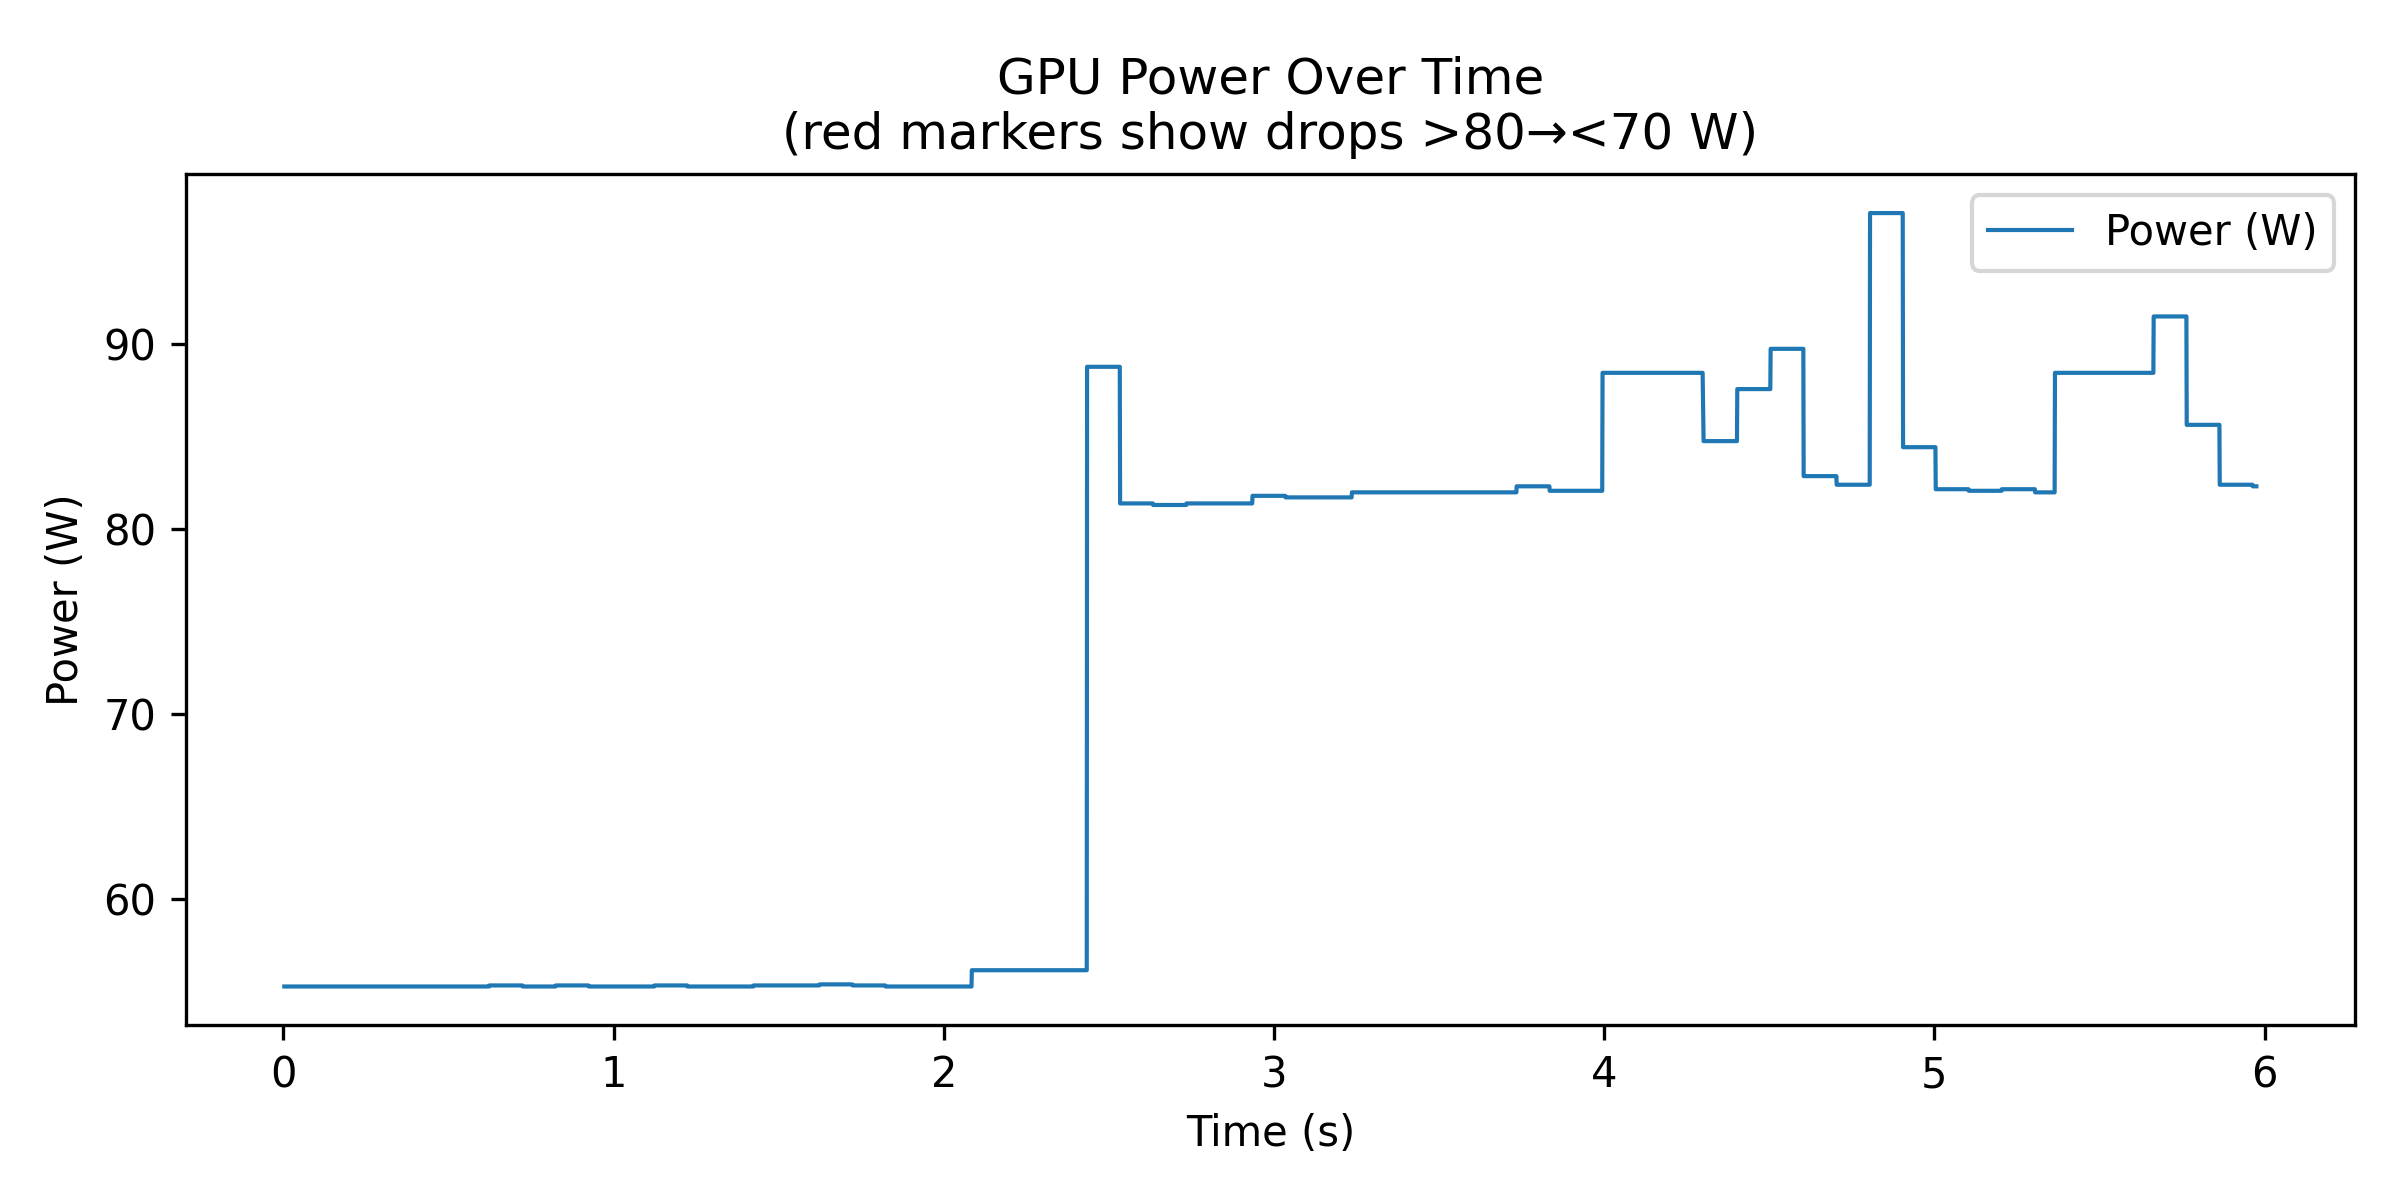 GPU Power Over Time
(red markers show drops >80→<70 W)
Power (W)
90
80
70
60
Power (W)
0 1 2 3 4 5 6
Time (s)